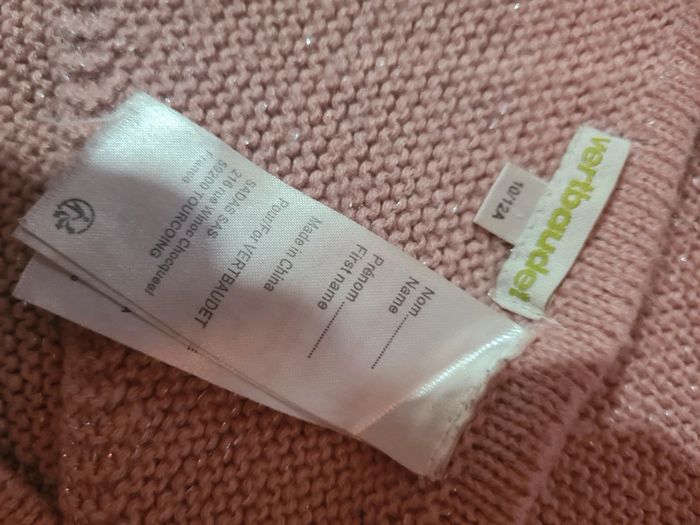 vertbaudet
10/12A
Nom............
Name
Prénom............
First name
Made in China
Pour/For VERTBAUDET
SADAS SAS
216 rue Winoc Chocqueel
59200 TOURCOING
France